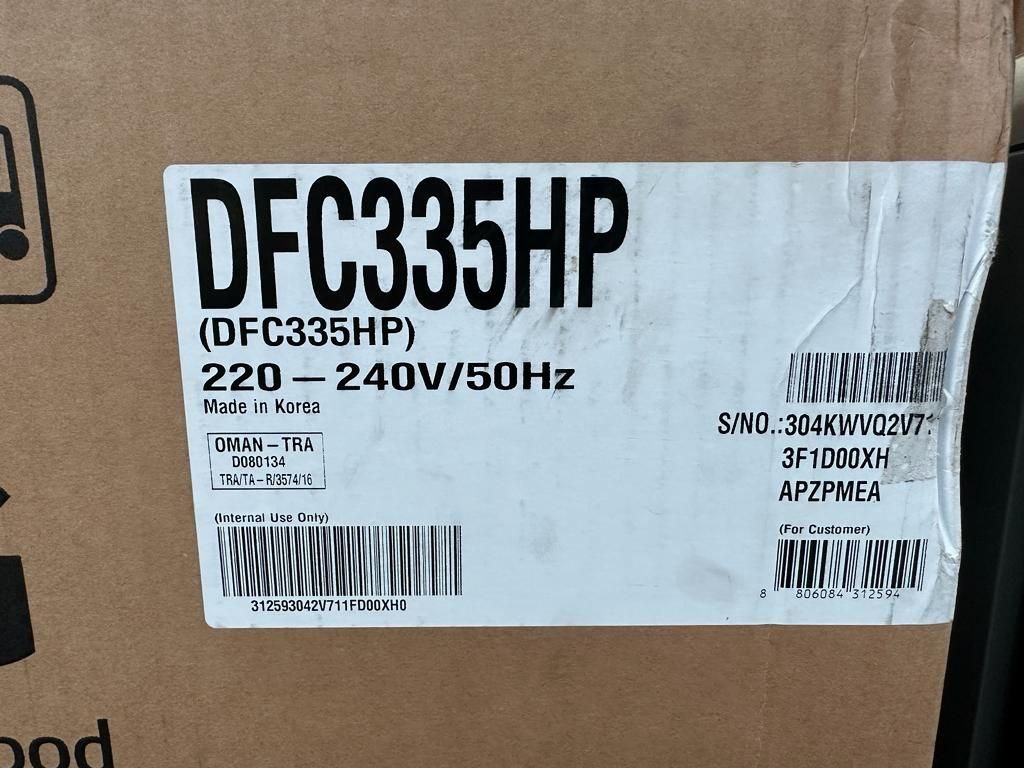 DFC335HP
(DFC335HP)
220 – 240V/50Hz
Made in Korea
OMAN – TRA
D080134
TRA/TA – R/3574/16
(Internal Use Only)
312593042V711FD00XH0
S/NO.:304KWVQ2V71
3F1D00XH
APZPMEA
(For Customer)
8 806084 312594